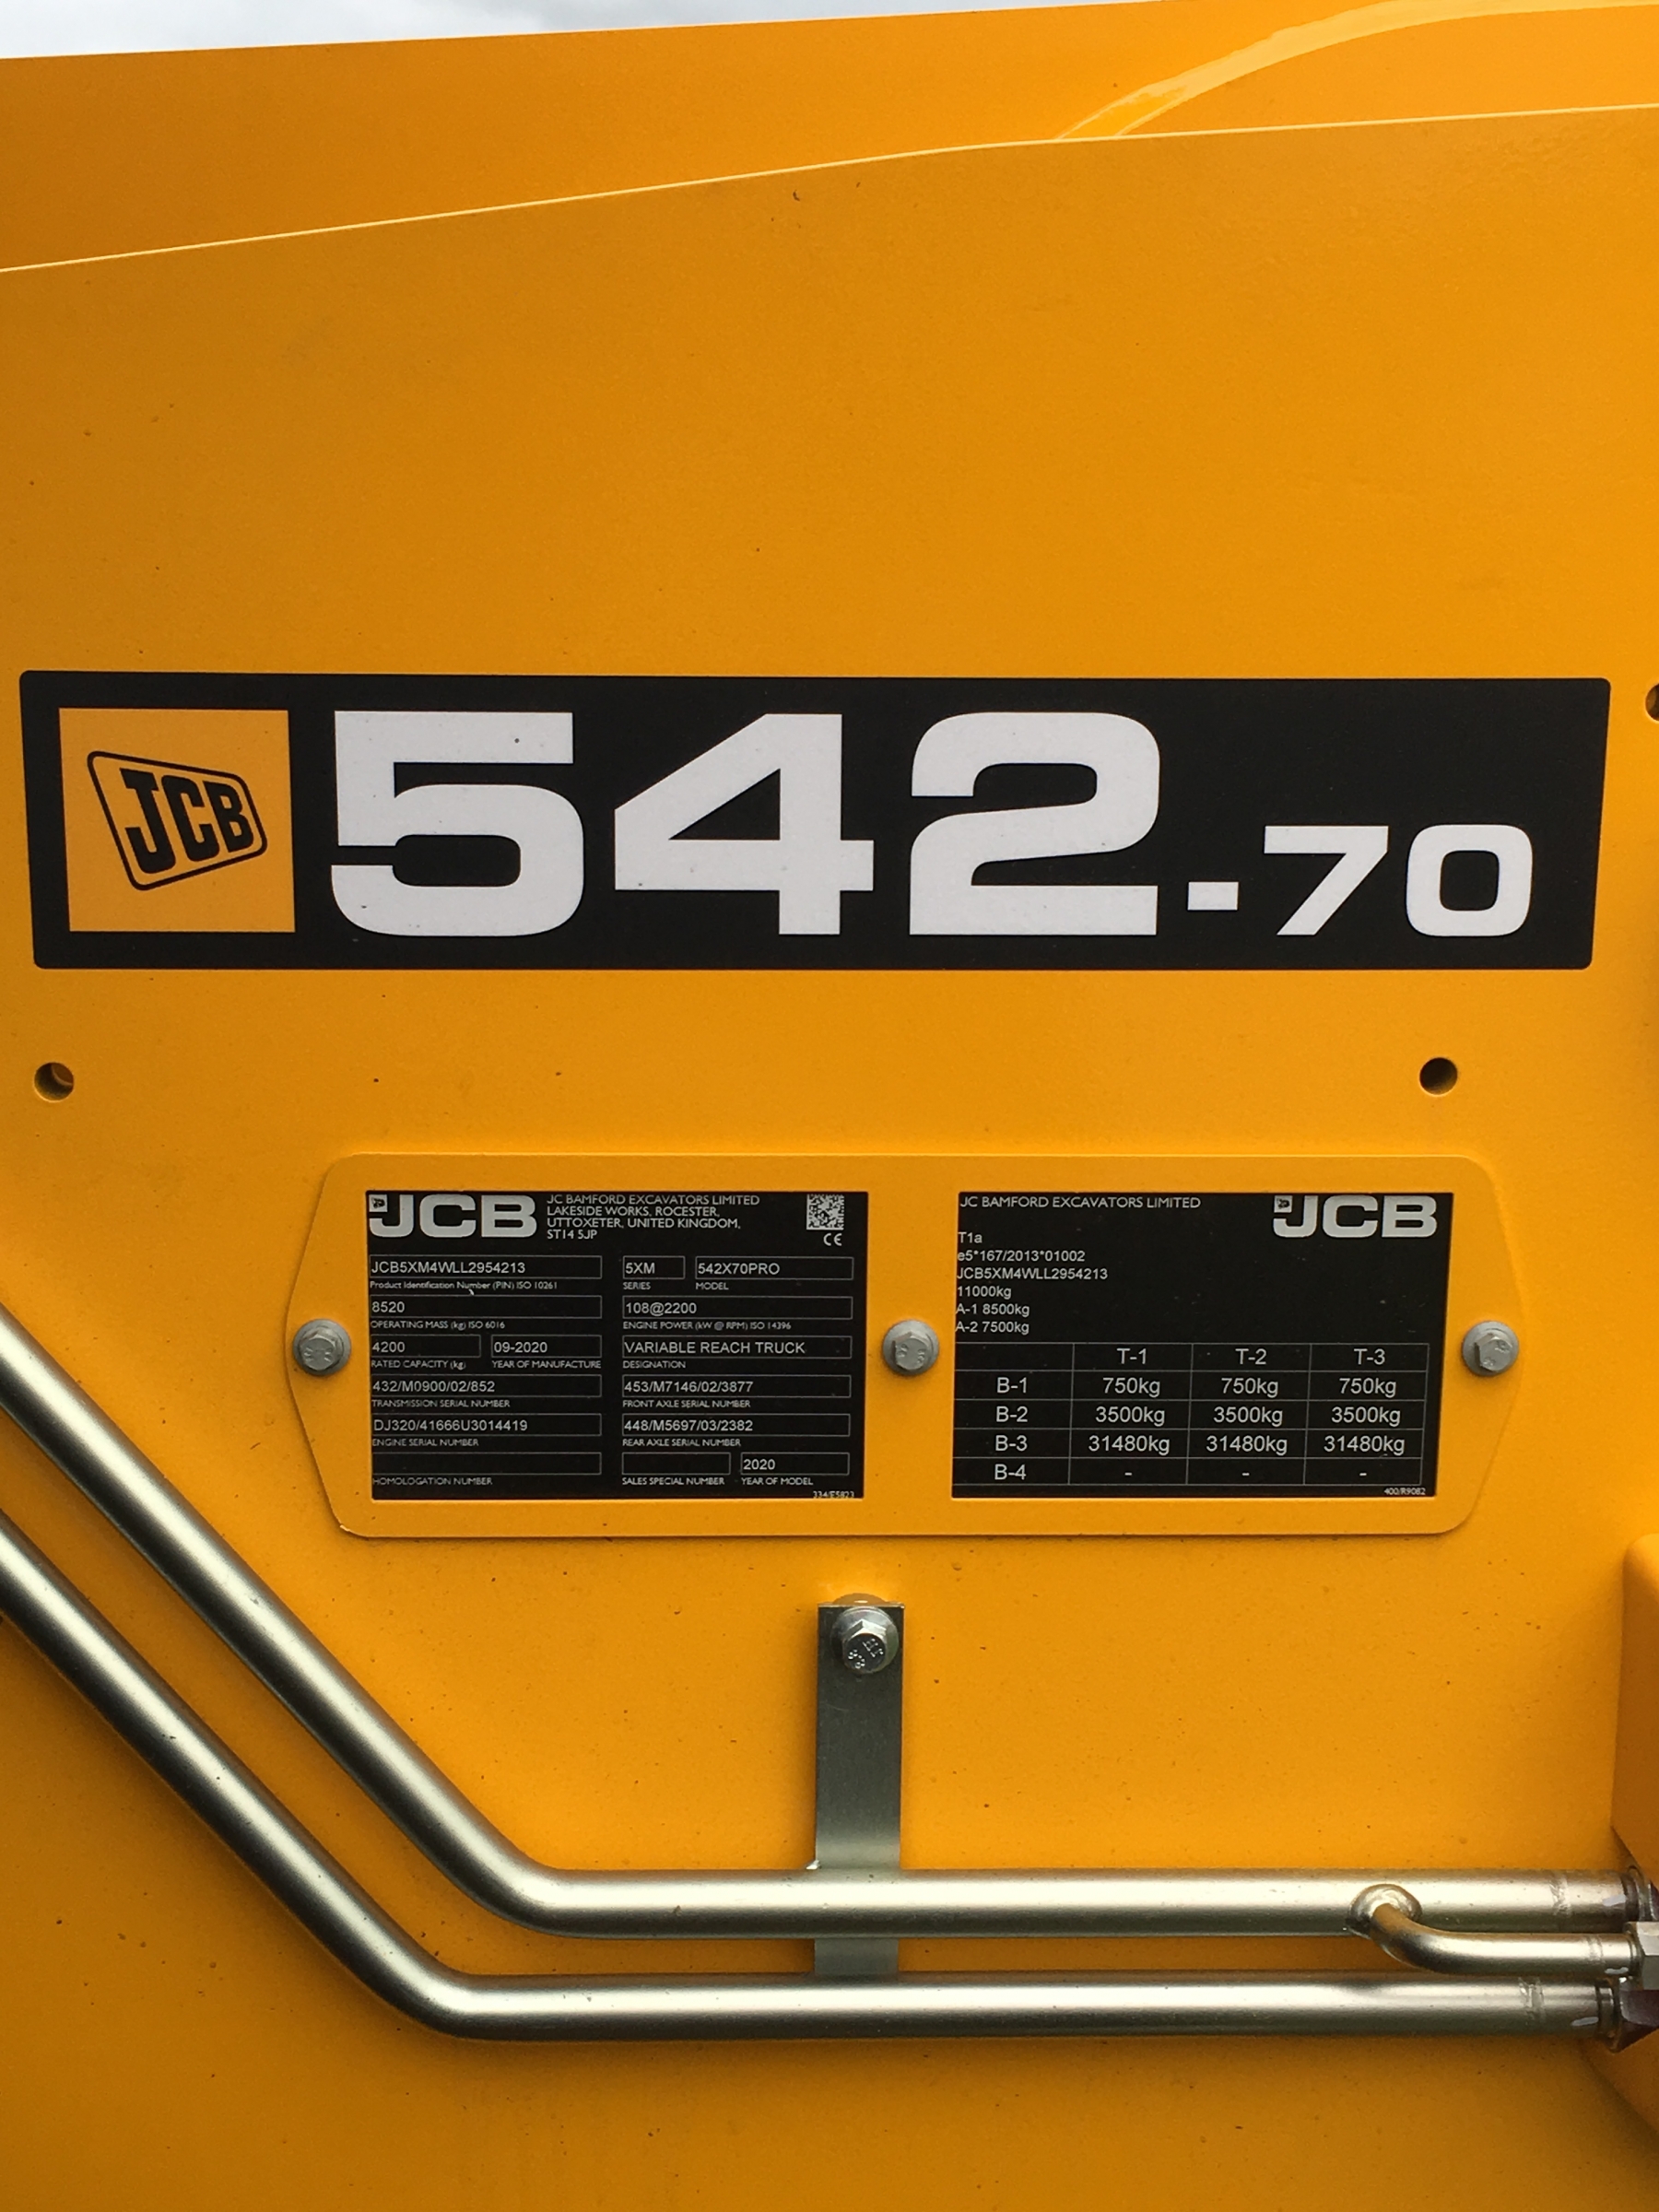 JCB 542-70
JCB
JC BAMFORD EXCAVATORS LIMITED
LAKESIDE WORKS, ROCESTER,
UTTOXETER, UNITED KINGDOM,
ST14 5JP
CE
JCB5XM4WLL2954213
Product Identification Number (PIN) ISO 10261
5XM 542X70PRO
SERIES MODEL
8520
OPERATING MASS (kg) ISO 6016
108@2200
ENGINE POWER (kW @ RPM) ISO 14396
4200 09-2020
RATED CAPACITY (kg) YEAR OF MANUFACTURE
VARIABLE REACH TRUCK
DESIGNATION
432/M0900/02/852
TRANSMISSION SERIAL NUMBER
453/M7146/02/3877
FRONT AXLE SERIAL NUMBER
DJ320/41666U3014419
ENGINE SERIAL NUMBER
448/M5697/03/2382
REAR AXLE SERIAL NUMBER
HOMOLOGATION NUMBER
2020
SALES SPECIAL NUMBER YEAR OF MODEL
334/E5823
JC BAMFORD EXCAVATORS LIMITED JCB
T1a
e5*167/2013*01002
JCB5XM4WLL2954213
11000kg
A-1 8500kg
A-2 7500kg
T-1 T-2 T-3
B-1 750kg 750kg 750kg
B-2 3500kg 3500kg 3500kg
B-3 31480kg 31480kg 31480kg
B-4 - - -
400/R9082